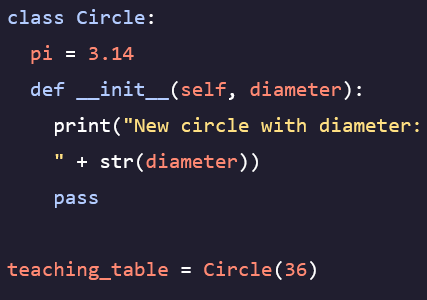 class Circle:
  pi = 3.14
  def __init__(self, diameter):
    print("New circle with diameter:
    " + str(diameter))
    pass

teaching_table = Circle(36)